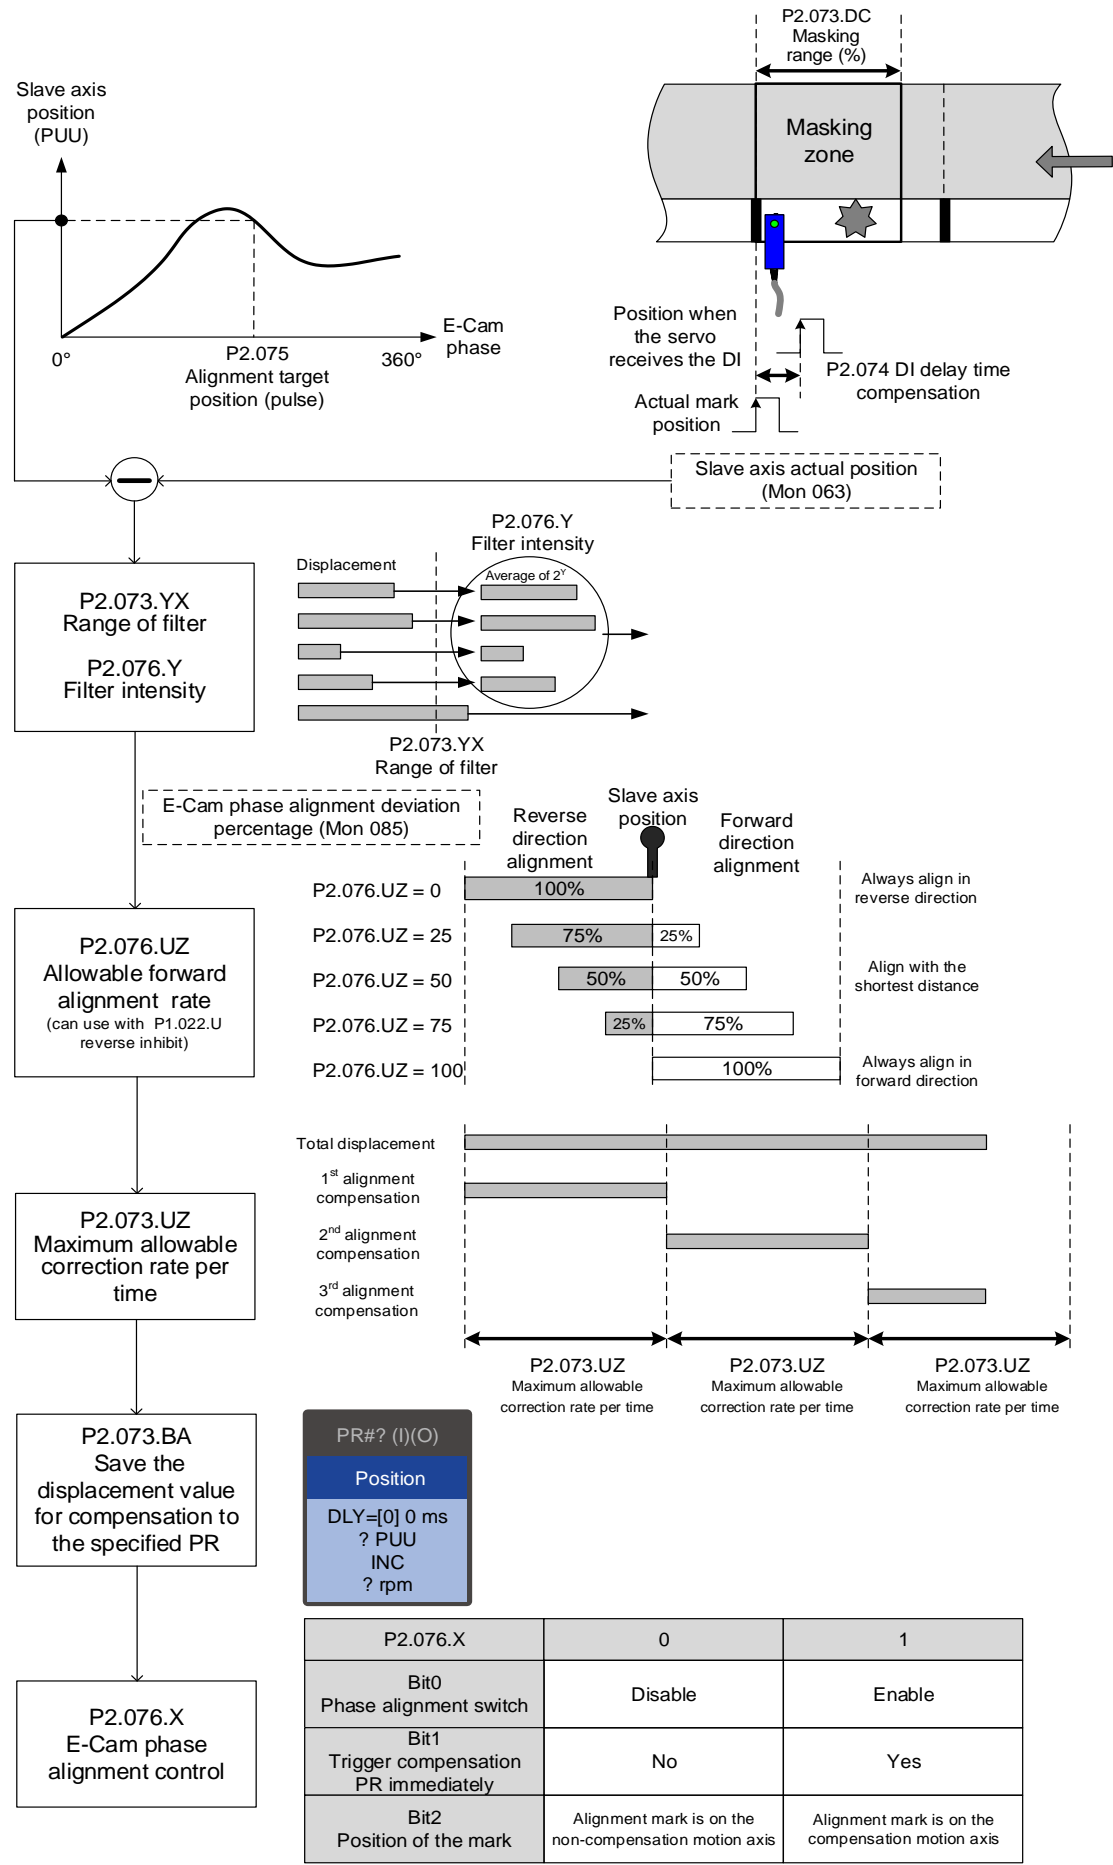 P2.073.DC
Masking
range (%)
Slave axis
position
(PUU)
Masking
zone
E-Cam
phase
0°
P2.075
Alignment target
position (pulse)
360°
Position when
the servo
receives the DI
P2.074 DI delay time
compensation
Actual mark
position
Slave axis actual position
(Mon 063)
P2.073.YX
Range of filter
P2.076.Y
Filter intensity
P2.076.Y
Filter intensity
Displacement
Average of 2^Y
P2.073.YX
Range of filter
E-Cam phase alignment deviation
percentage (Mon 085)
Reverse
direction
alignment
Slave axis
position
Forward
direction
alignment
P2.076.UZ = 0
100%
Always align in
reverse direction
P2.076.UZ = 25
75%
25%
P2.076.UZ = 50
50%
50%
Align with the
shortest distance
P2.076.UZ = 75
25%
75%
P2.076.UZ = 100
100%
Always align in
forward direction
P2.076.UZ
Allowable forward
alignment rate
(can use with P1.022.U
reverse inhibit)
Total displacement
1st alignment
compensation
2nd alignment
compensation
3rd alignment
compensation
P2.073.UZ
Maximum allowable
correction rate per time
P2.073.UZ
Maximum allowable
correction rate per time
P2.073.UZ
Maximum allowable
correction rate per time
P2.073.UZ
Maximum allowable
correction rate per
time
P2.073.BA
Save the
displacement value
for compensation to
the specified PR
PR#? (I)(O)
Position
DLY=[0] 0 ms
? PUU
INC
? rpm
P2.076.X
E-Cam phase
alignment control
P2.076.X
0
1
Bit0
Phase alignment switch
Disable
Enable
Bit1
Trigger compensation
PR immediately
No
Yes
Bit2
Position of the mark
Alignment mark is on the
non-compensation motion axis
Alignment mark is on the
compensation motion axis